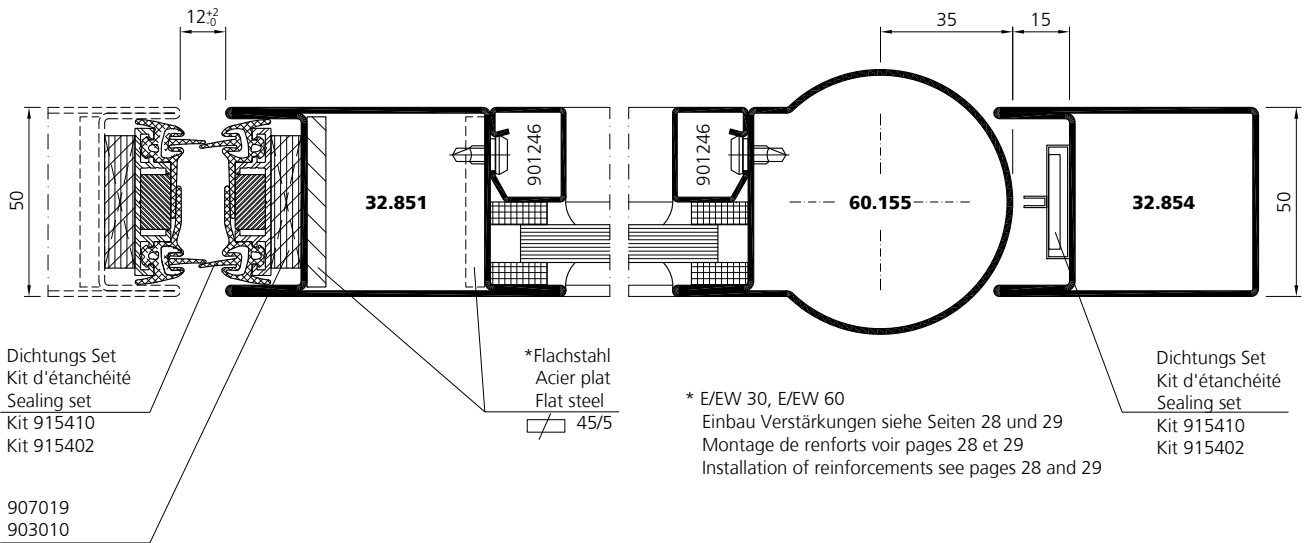 12+2-0
35
15
50
901246
901246
50
32.851
60.155
32.854
Dichtungs Set
Kit d'étanchéité
Sealing set
Kit 915410
Kit 915402
907019
903010
*Flachstahl
Acier plat
Flat steel
45/5
* E/EW 30, E/EW 60
Einbau Verstärkungen siehe Seiten 28 und 29
Montage de renforts voir pages 28 et 29
Installation of reinforcements see pages 28 and 29
Dichtungs Set
Kit d'étanchéité
Sealing set
Kit 915410
Kit 915402